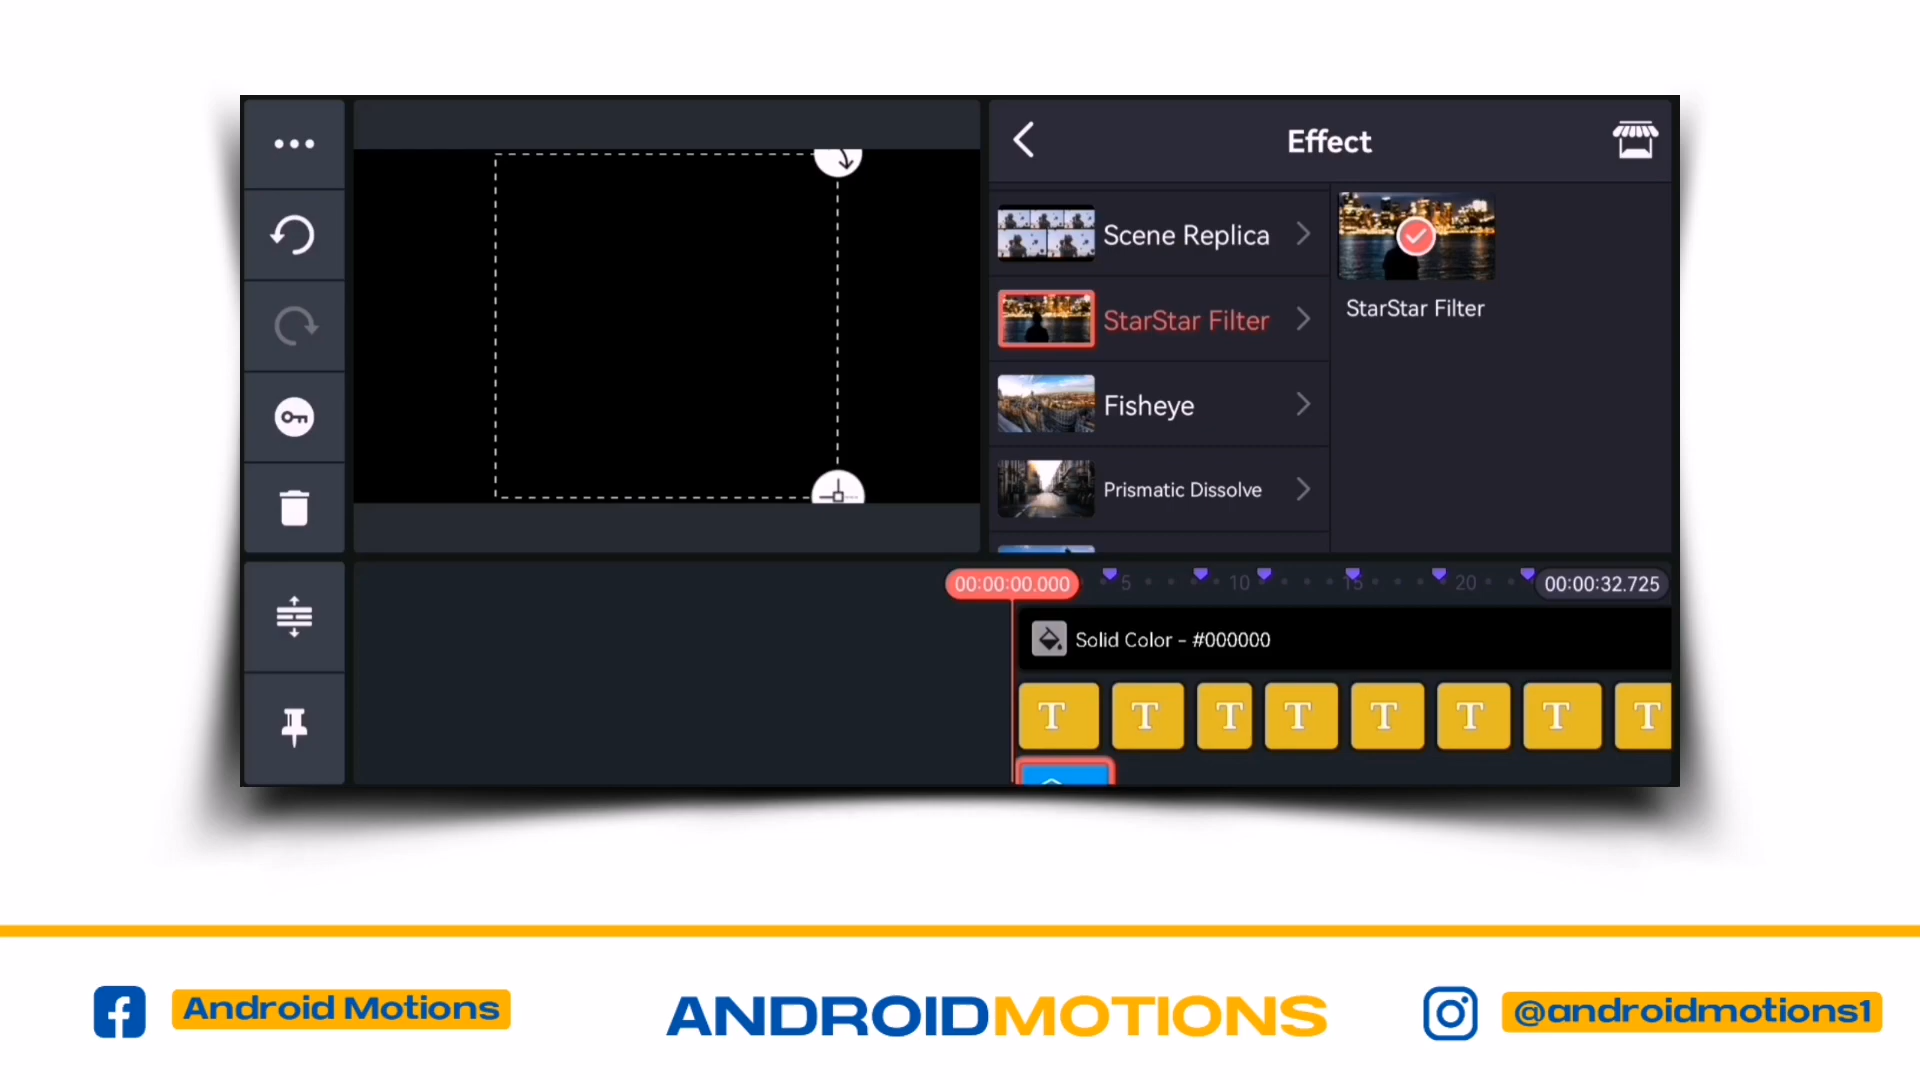 Effect
Scene Replica
StarStar Filter
Fisheye
Prismatic Dissolve
StarStar Filter
00:00:00.000
5
10
15
20
00:00:32.725
Solid Color - #000000
T T T T T T T T
Android Motions
ANDROIDMOTIONS
@androidmotions1